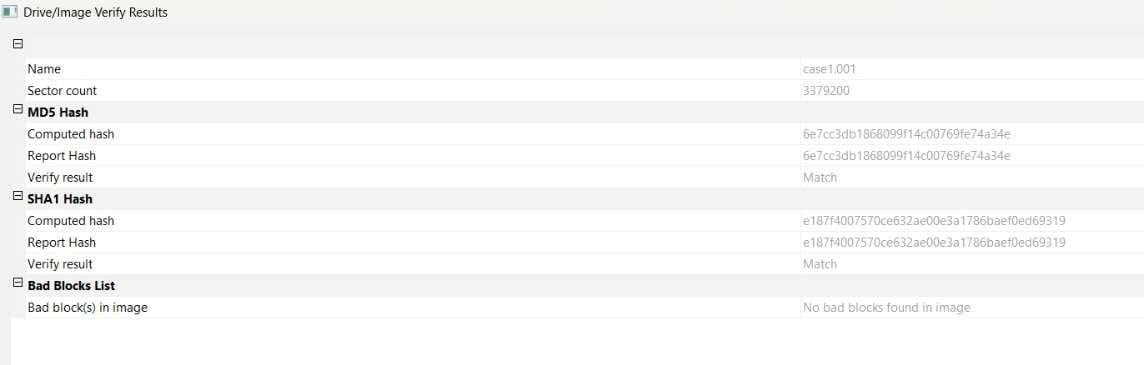 Drive/Image Verify Results
Name case1.001
Sector count 3379200
MD5 Hash
Computed hash 6e7cc3db1868099f14c00769fe74a34e
Report Hash 6e7cc3db1868099f14c00769fe74a34e
Verify result Match
SHA1 Hash
Computed hash e187f4007570ce632ae00e3a1786baef0ed69319
Report Hash e187f4007570ce632ae00e3a1786baef0ed69319
Verify result Match
Bad Blocks List
Bad block(s) in image No bad blocks found in image